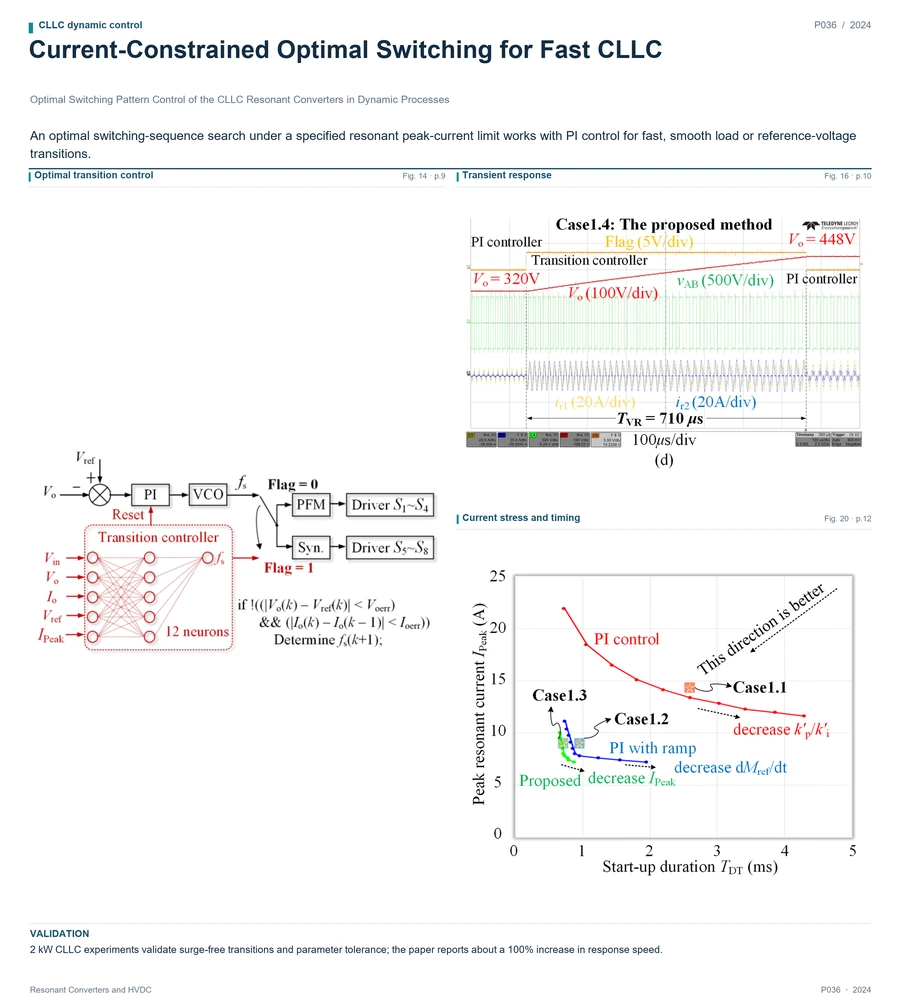 CLLC dynamic control
P036 / 2024
Current-Constrained Optimal Switching for Fast CLLC
Optimal Switching Pattern Control of the CLLC Resonant Converters in Dynamic Processes
An optimal switching-sequence search under a specified resonant peak-current limit works with PI control for fast, smooth load or reference-voltage
transitions.
Optimal transition control
Fig. 14 · p.9
Vref
Vo
+
−
PI
VCO
fs
Flag = 0
PFM
Driver S1~S4
Reset
Syn.
Driver S5~S8
Flag = 1
Transition controller
Vin
Vo
Io
Vref
IPeak
fs
12 neurons
if !((|Vo(k) − Vref(k)| < Voerr)
&& (|Io(k) − Io(k − 1)| < Ioerr))
Determine fs(k+1);
Transient response
Fig. 16 · p.10
Case1.4: The proposed method
TELEDYNE LECROY
PI controller
Flag (5V/div)
Vo = 448V
Transition controller
Vo = 320V
Vo (100V/div)
vAB (500V/div)
PI controller
ir1 (20A/div)
ir2 (20A/div)
TVR = 710 μs
100μs/div
(d)
Current stress and timing
Fig. 20 · p.12
25
20
15
10
5
0
Peak resonant current IPeak (A)
PI control
This direction is better
Case1.1
Case1.3
Case1.2
decrease k′p/k′i
PI with ramp
decrease dMref/dt
Proposed
decrease IPeak
0 1 2 3 4 5
Start-up duration TDT (ms)
VALIDATION
2 kW CLLC experiments validate surge-free transitions and parameter tolerance; the paper reports about a 100% increase in response speed.
Resonant Converters and HVDC
P036 · 2024